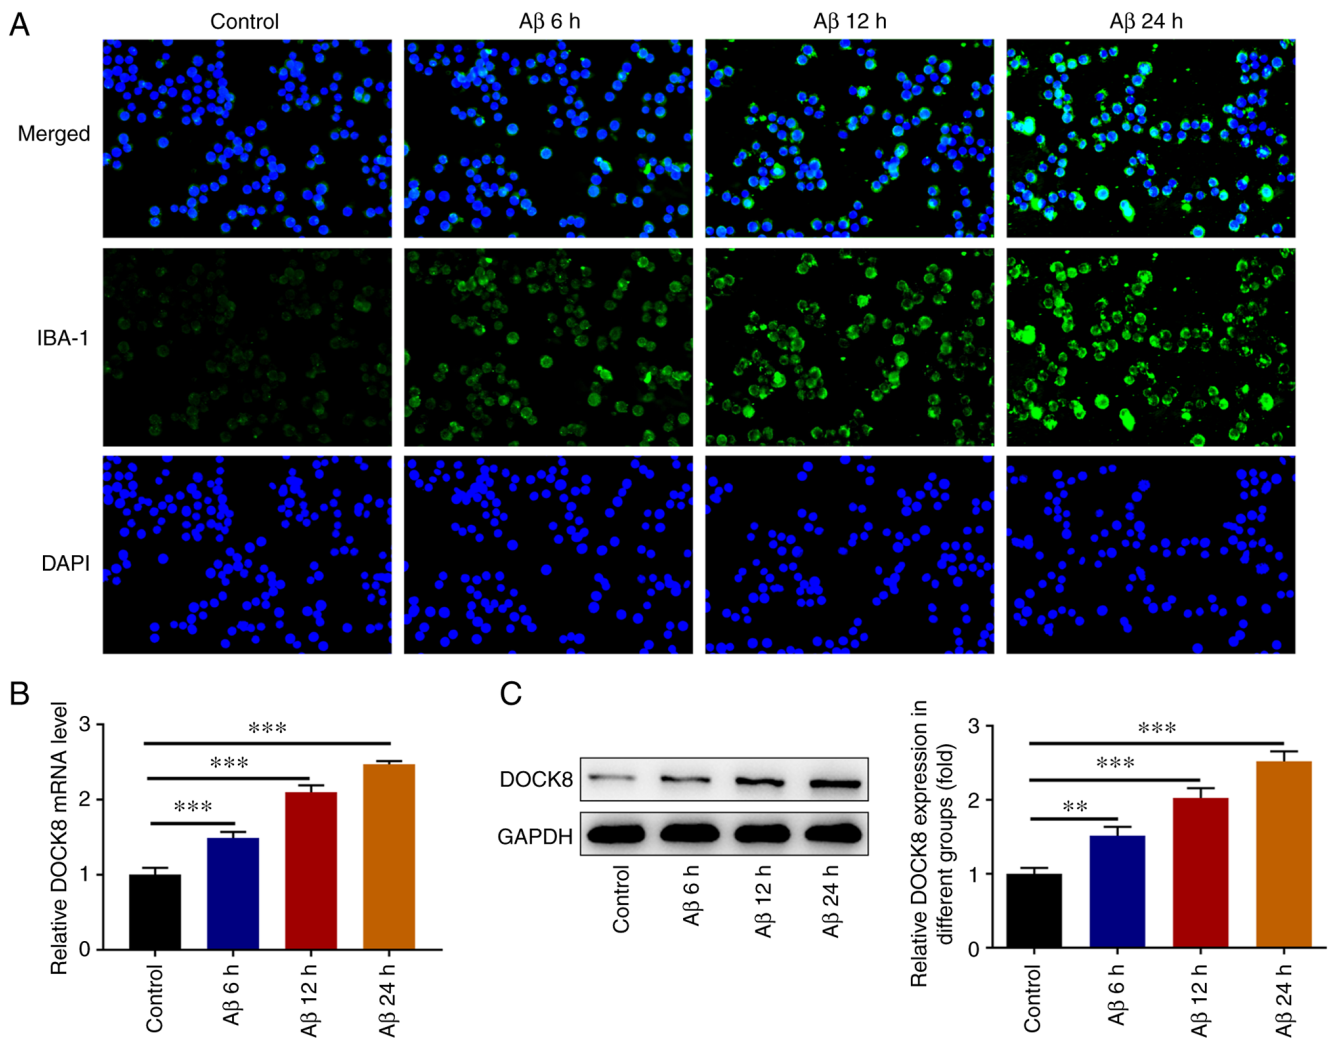 A
Control
Aβ 6 h
Aβ 12 h
Aβ 24 h
Merged
IBA-1
DAPI
B
Relative DOCK8 mRNA level
3
2
1
0
***
***
***
Control
Aβ 6 h
Aβ 12 h
Aβ 24 h
C
DOCK8
GAPDH
Control
Aβ 6 h
Aβ 12 h
Aβ 24 h
Relative DOCK8 expression in
different groups (fold)
3
2
1
0
***
***
**
Control
Aβ 6 h
Aβ 12 h
Aβ 24 h